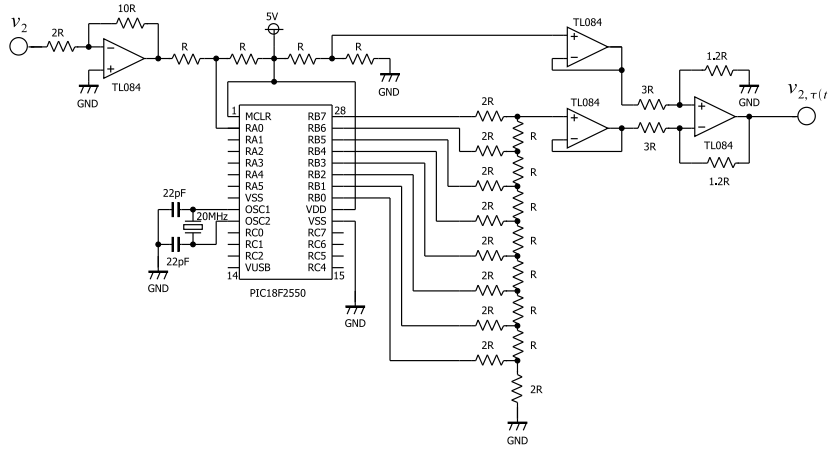 v2
10R
2R
TL084
GND
R
R
5V
R
R
GND
TL084
3R
1.2R
GND
v2,τ(t
TL084
3R
1.2R
TL084
1
28
MCLR
RA0
RA1
RA2
RA3
RA4
RA5
VSS
OSC1
OSC2
RC0
RC1
RC2
VUSB
RB7
RB6
RB5
RB4
RB3
RB2
RB1
RB0
VDD
VSS
RC7
RC6
RC5
RC4
14
15
PIC18F2550
22pF
20MHz
22pF
GND
GND
2R
R
2R
R
2R
R
2R
R
2R
R
2R
R
2R
R
2R
2R
GND